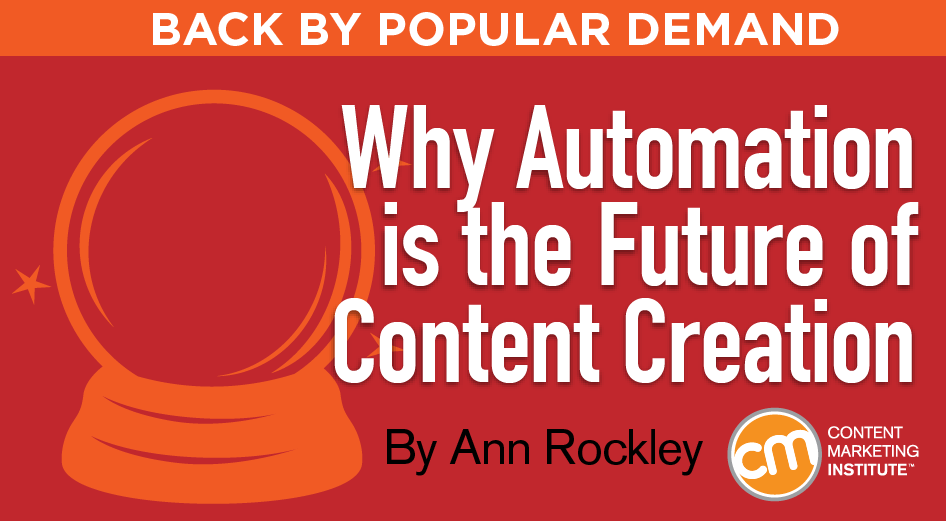 BACK BY POPULAR DEMAND
Why Automation
is the Future of
Content Creation
By Ann Rockley
cm
CONTENT
MARKETING
INSTITUTE™